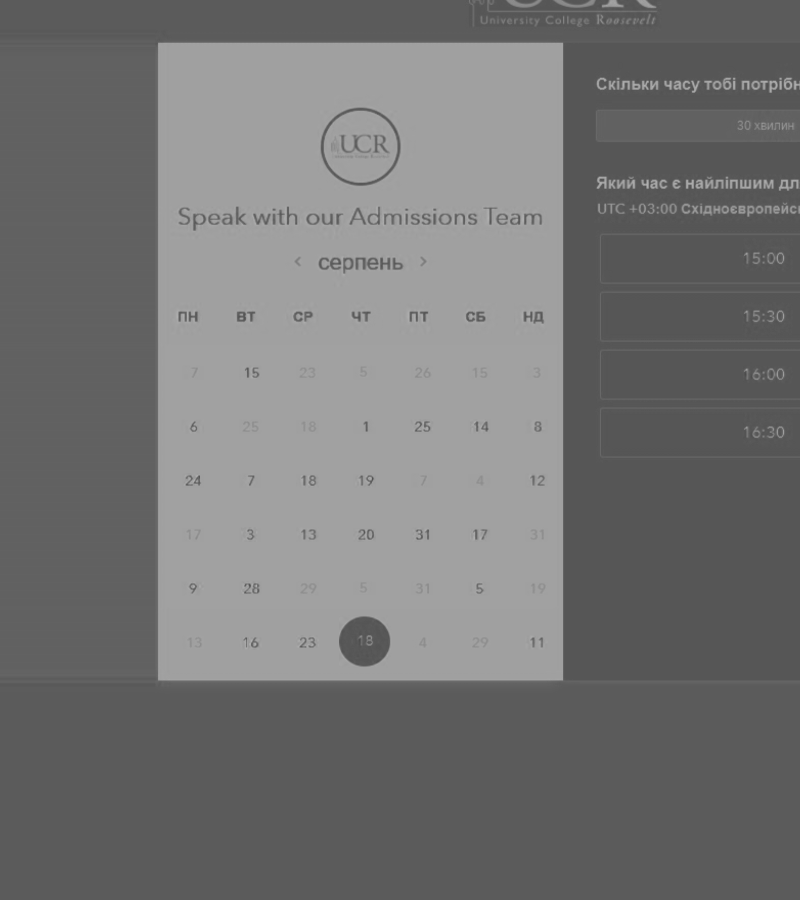 UCR
University College Roosevelt
UCR
Speak with our Admissions Team
< серпень >
ПН ВТ СР ЧТ ПТ СБ НД
7 15 23 5 26 15 3
6 25 18 1 25 14 8
24 7 18 19 7 4 12
17 3 13 20 31 17 31
9 28 29 5 31 5 19
13 16 23 18 4 29 11
Скільки часу тобі потрібн
30 хвилин
Який час є найліпшим дл
UTC +03:00 Східноєвропейсь
15:00
15:30
16:00
16:30